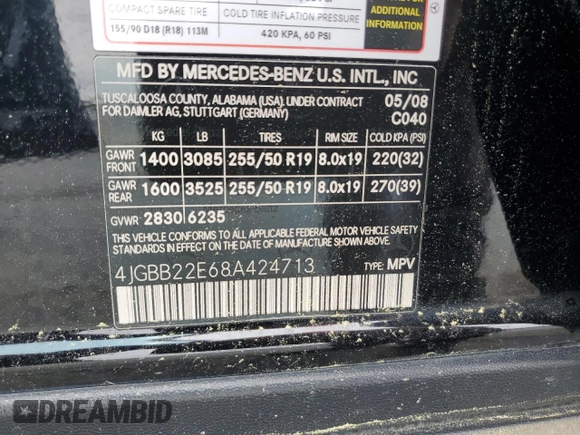 COMPACT SPARE TIRE COLD TIRE INFLATION PRESSURE
155/90 D18 (R18) 113M 420 KPA, 60 PSI
ADDITIONAL
INFORMATION
MFD BY MERCEDES-BENZ U.S. INTL., INC
TUSCALOOSA COUNTY, ALABAMA (USA), UNDER CONTRACT
FOR DAIMLER AG, STUTTGART (GERMANY)
05/08
C040
KG LB TIRES RIM SIZE COLD KPA (PSI)
GAWR FRONT 1400 3085 255/50 R19 8.0x19 220(32)
GAWR REAR 1600 3525 255/50 R19 8.0x19 270(39)
GVWR 2830 6235
THIS VEHICLE CONFORMS TO ALL APPLICABLE FEDERAL MOTOR VEHICLE SAFETY
AND THEFT PREVENTION STANDARDS IN EFFECT ON THE DATE OF MANUFACTURE SHOWN ABOVE
4JGBB22E68A424713 TYPE: MPV
DREAMBID